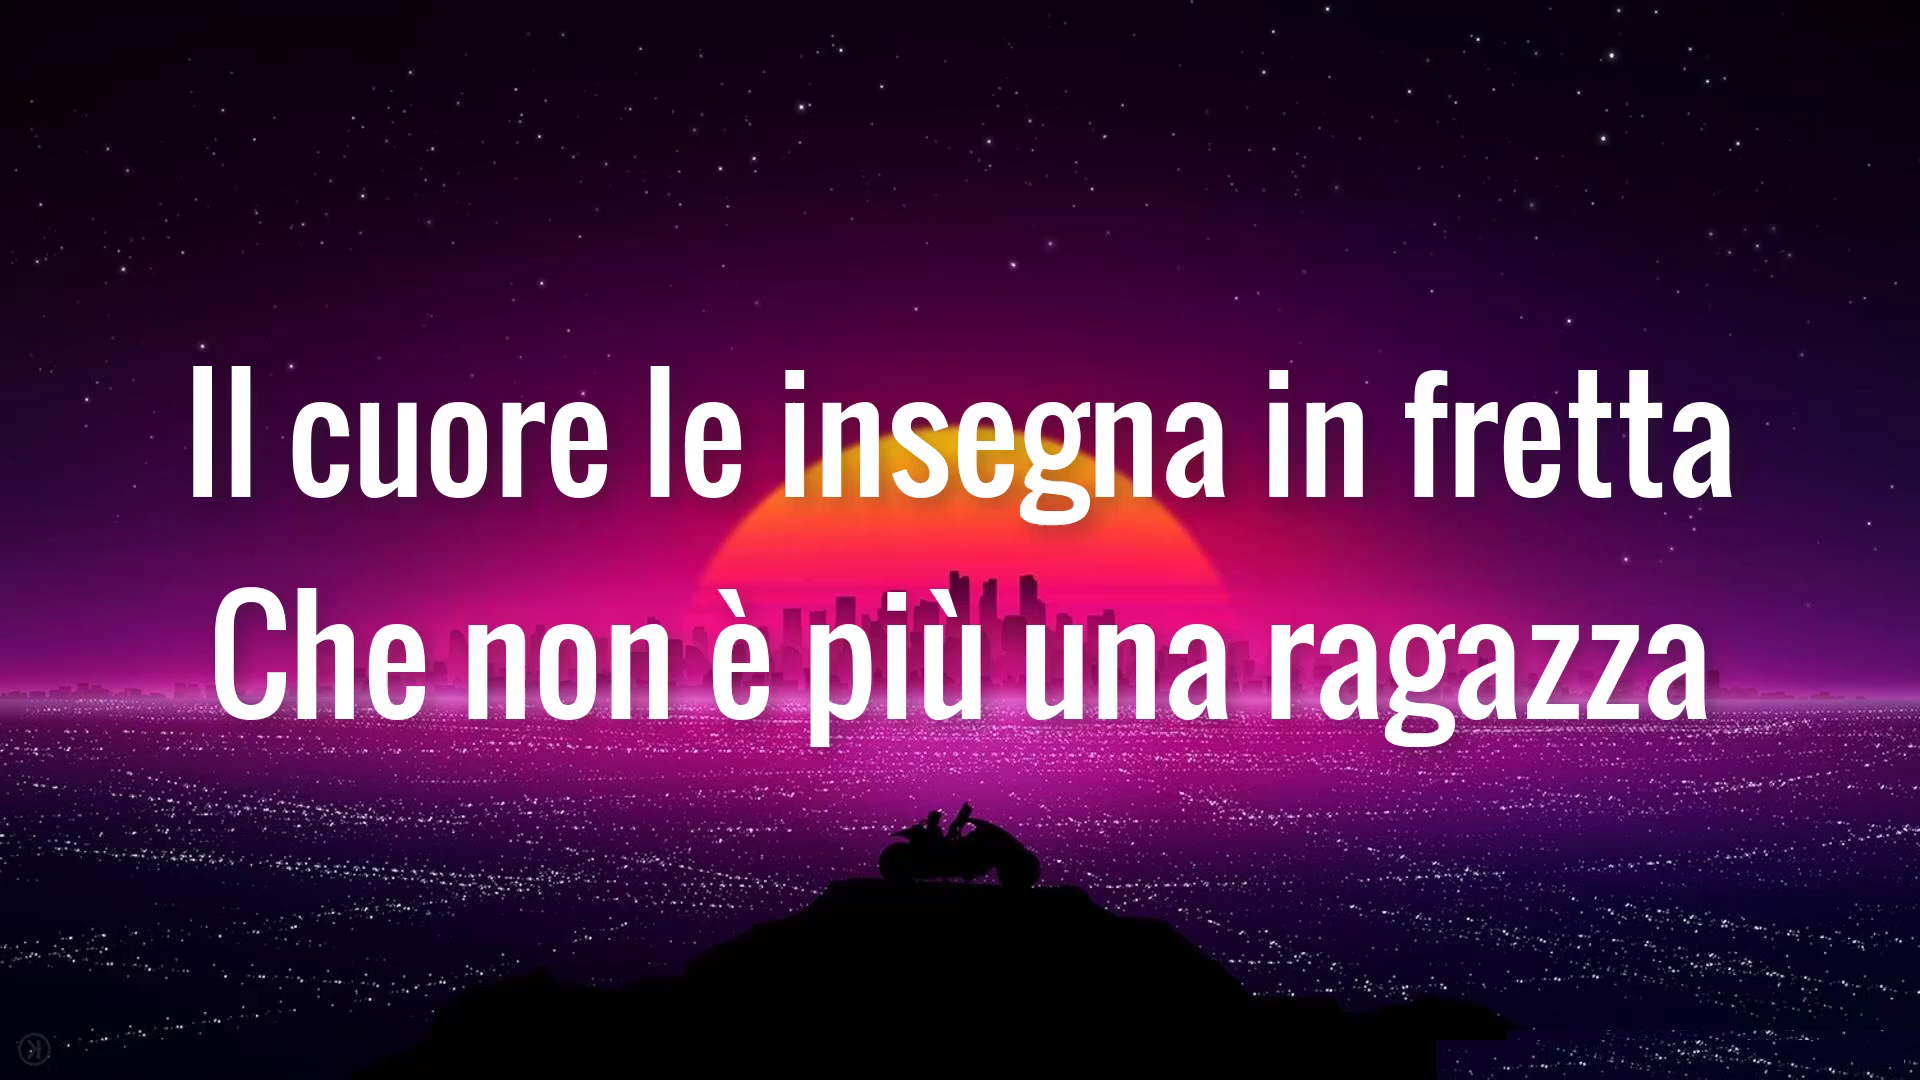 Il cuore le insegna in fretta
Che non è più una ragazza